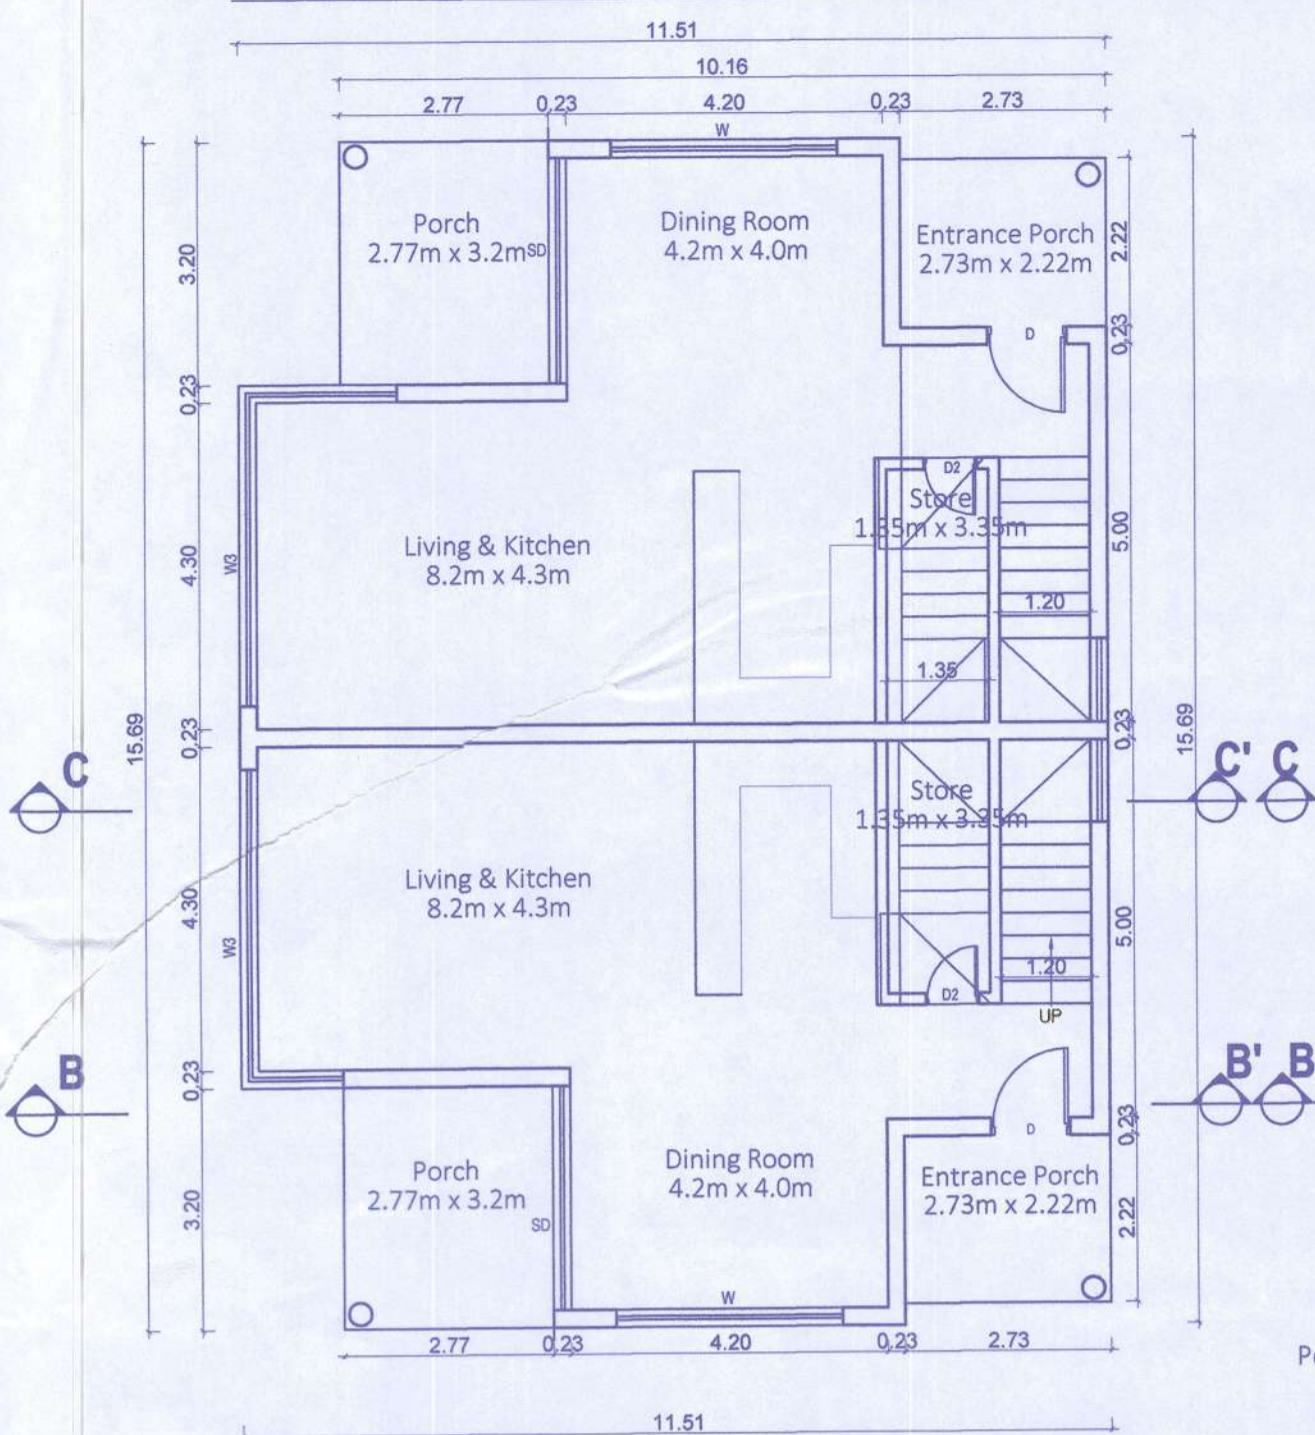 11.51
10.16
2.77 0,23 4.20 0,23 2.73
W
Porch
2.77m x 3.2m SD
Dining Room
4.2m x 4.0m
Entrance Porch
2.73m x 2.22m
3.20
2.22
0,23
D
0,23
D2
Store
1.35m x 3.35m
Living & Kitchen
8.2m x 4.3m
W3
4.30
5.00
1.20
1.35
15.69
0,23
0,23
15.69
C
C' C
Store
1.35m x 3.35m
Living & Kitchen
8.2m x 4.3m
4.30
W3
5.00
1.20
D2
UP
B
B' B
0,23
0,23
D
Porch
2.77m x 3.2m
SD
Dining Room
4.2m x 4.0m
Entrance Porch
2.73m x 2.22m
3.20
2.22
W
2.77 0,23 4.20 0,23 2.73
11.51